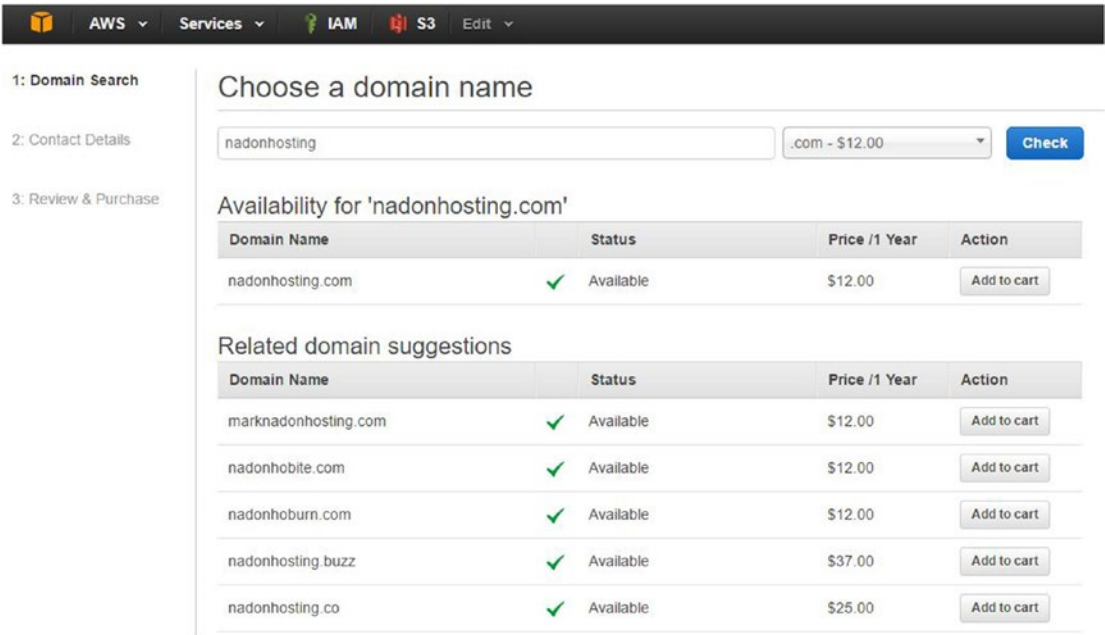 AWS Services IAM S3 Edit
1: Domain Search
2: Contact Details
3: Review & Purchase
Choose a domain name
nadonhosting .com - $12.00 Check
Availability for 'nadonhosting.com'
Domain Name Status Price /1 Year Action
nadonhosting.com Available $12.00 Add to cart
Related domain suggestions
Domain Name Status Price /1 Year Action
marknadonhosting.com Available $12.00 Add to cart
nadonhobite.com Available $12.00 Add to cart
nadonhoburn.com Available $12.00 Add to cart
nadonhosting.buzz Available $37.00 Add to cart
nadonhosting.co Available $25.00 Add to cart